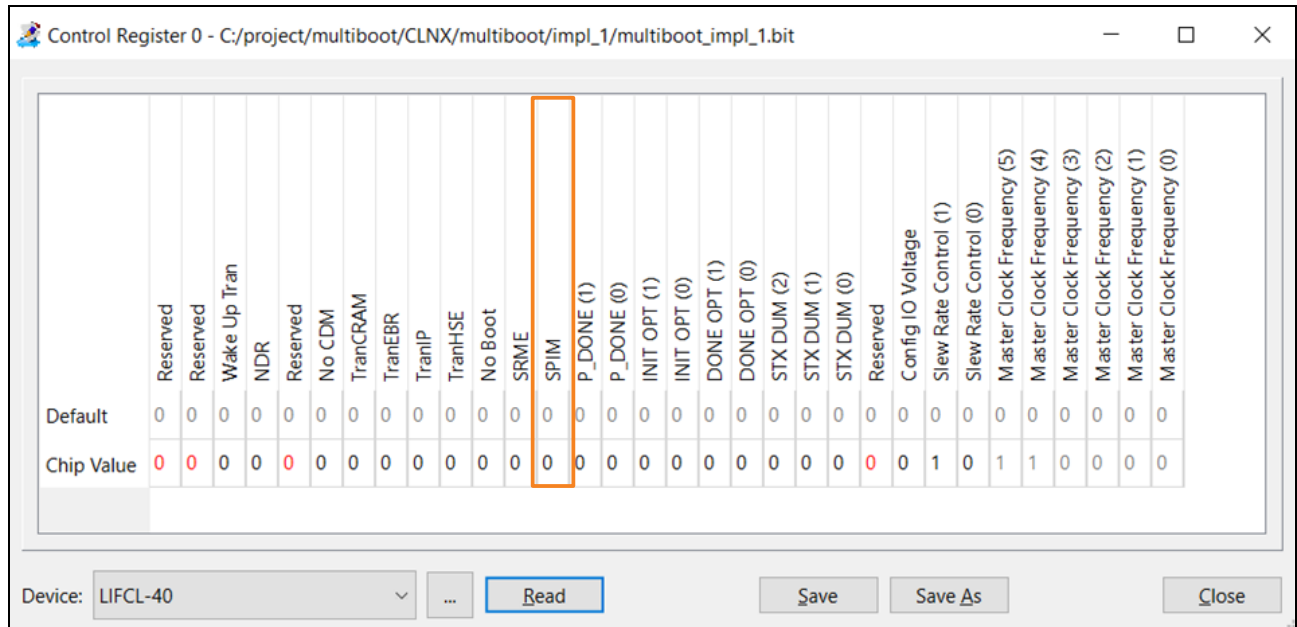 Control Register 0 - C:/project/multiboot/CLNX/multiboot/impl_1/multiboot_impl_1.bit
Reserved
Reserved
Wake Up Tran
NDR
Reserved
No CDM
TranCRAM
TranEBR
TranIP
TranHSE
No Boot
SRME
SPIM
P_DONE (1)
P_DONE (0)
INIT OPT (1)
INIT OPT (0)
DONE OPT (1)
DONE OPT (0)
STX DUM (2)
STX DUM (1)
STX DUM (0)
Reserved
Config IO Voltage
Slew Rate Control (1)
Slew Rate Control (0)
Master Clock Frequency (5)
Master Clock Frequency (4)
Master Clock Frequency (3)
Master Clock Frequency (2)
Master Clock Frequency (1)
Master Clock Frequency (0)
Default 0 0 0 0 0 0 0 0 0 0 0 0 0 0 0 0 0 0 0 0 0 0 0 0 0 0 0 0 0 0 0 0
Chip Value 0 0 0 0 0 0 0 0 0 0 0 0 0 0 0 0 0 0 0 0 0 0 0 0 1 0 1 1 0 0 0 0
Device: LIFCL-40 ... Read Save Save As Close